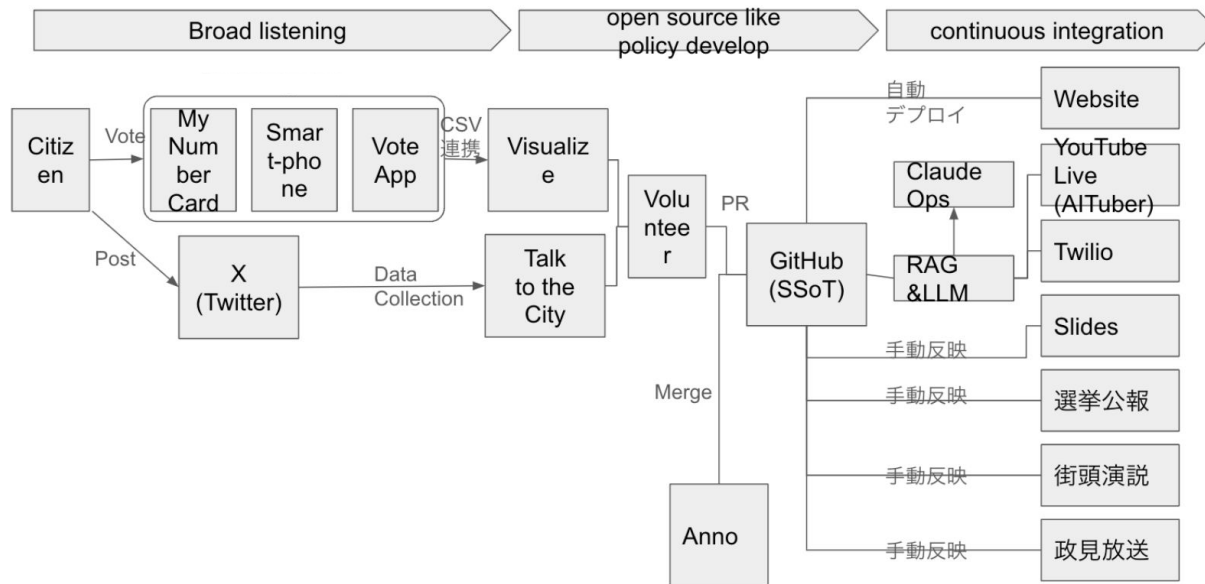 Broad listening
open source like
policy develop
continuous integration
Citiz
en
Vote
My
Num
ber
Card
Smar
t-pho
ne
Vote
App
CSV
連携
Visualiz
e
Post
X
(Twitter)
Data
Collection
Talk
to the
City
Volu
ntee
r
PR
Merge
Anno
GitHub
(SSoT)
自動
デプロイ
Claude
Ops
RAG
&LLM
手動反映
手動反映
手動反映
手動反映
Website
YouTube
Live
(AITuber)
Twilio
Slides
選挙公報
街頭演説
政見放送